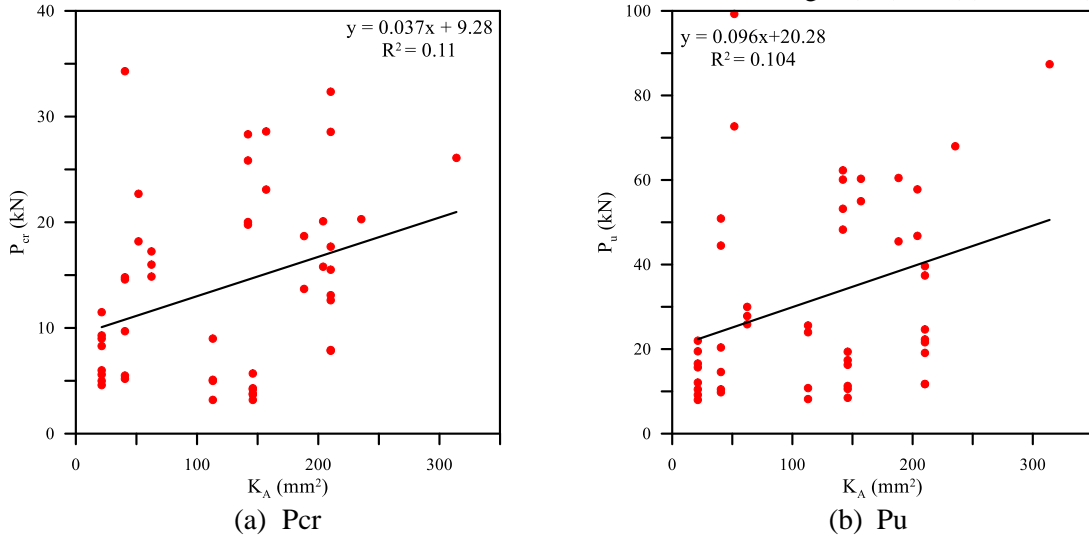 40
30
20
10
0
P_cr (kN)
y = 0.037x + 9.28
R² = 0.11
0 100 200 300
K_A (mm²)
(a) Pcr
100
80
60
40
20
0
P_u (kN)
y = 0.096x+20.28
R² = 0.104
0 100 200 300
K_A (mm²)
(b) Pu